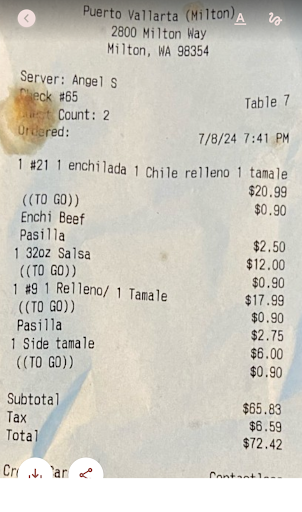 Puerto Vallarta (Milton)
2800 Milton Way
Milton, WA 98354
Server: Angel S
Check #65
Table 7
Guest Count: 2
Ordered:
7/8/24 7:41 PM
1 #21 1 enchilada 1 Chile relleno 1 tamale
$20.99
((TO GO))
$0.90
Enchi Beef
Pasilla
$2.50
1 32oz Salsa
$12.00
((TO GO))
$0.90
1 #9 1 Relleno/ 1 Tamale
$17.99
((TO GO))
$0.90
Pasilla
$2.75
1 Side tamale
$6.00
((TO GO))
$0.90
Subtotal
$65.83
Tax
$6.59
Total
$72.42